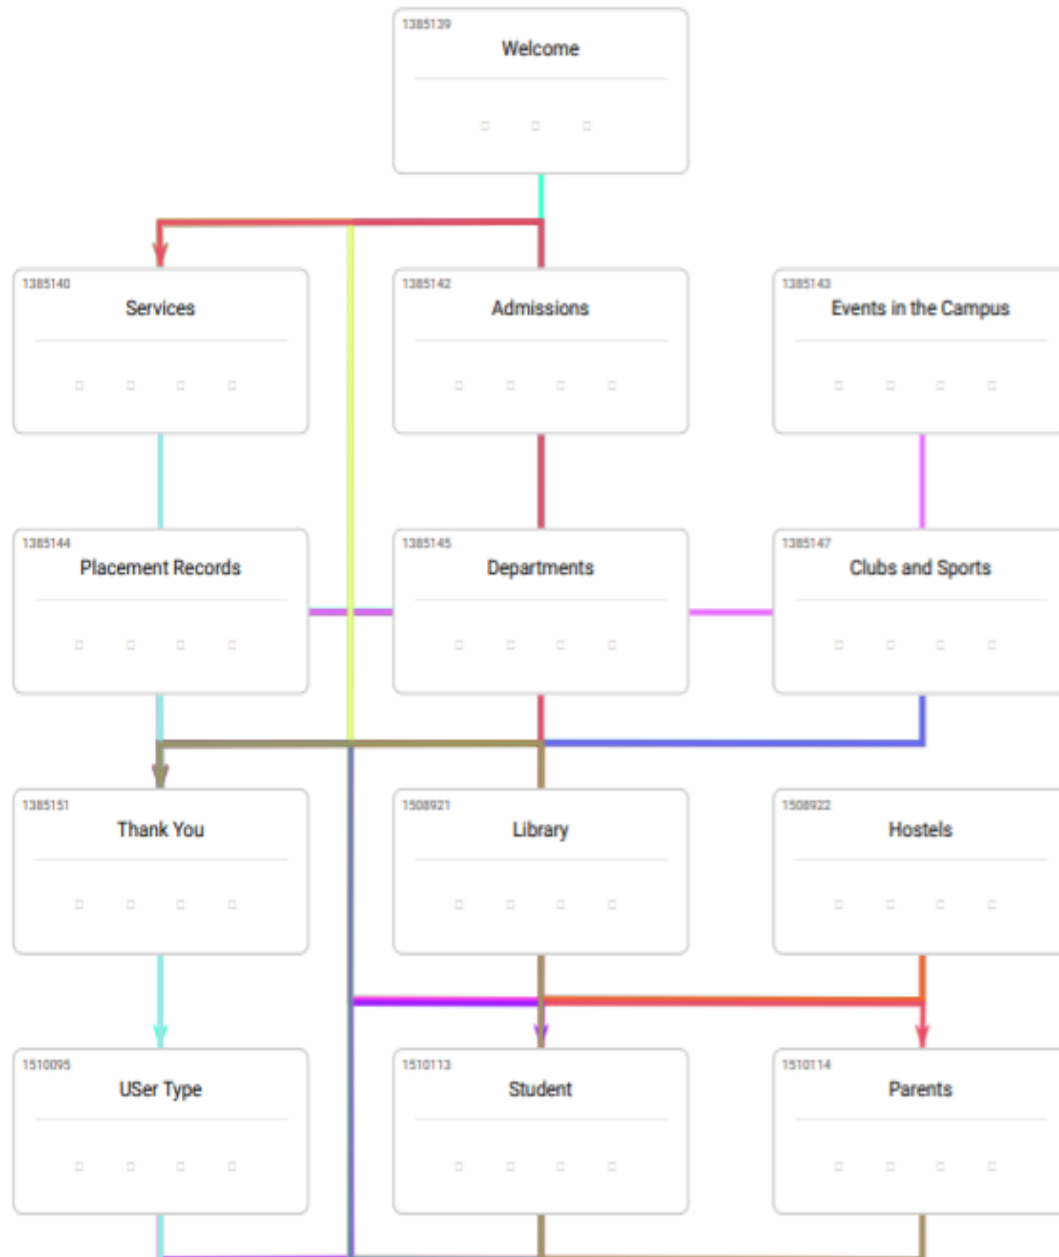 1385139
Welcome
1385140
Services
1385142
Admissions
1385143
Events in the Campus
1385144
Placement Records
1385145
Departments
1385147
Clubs and Sports
1385151
Thank You
1508921
Library
1508922
Hostels
1510095
USer Type
1510113
Student
1510114
Parents